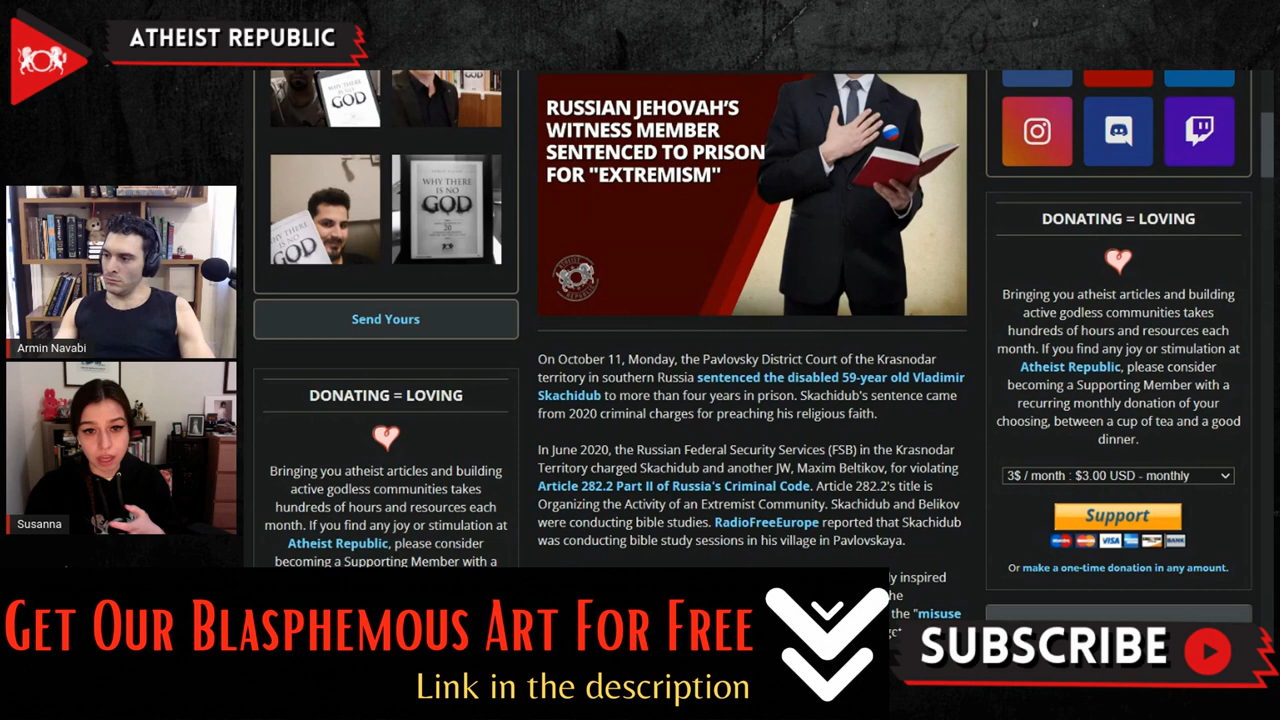 ATHEIST REPUBLIC
WHY THERE
IS NO
GOD
WHY THERE
IS NO
GOD
20
Send Yours
DONATING = LOVING
Bringing you atheist articles and building
active godless communities takes
hundreds of hours and resources each
month. If you find any joy or stimulation at
Atheist Republic, please consider
becoming a Supporting Member with a
RUSSIAN JEHOVAH'S
WITNESS MEMBER
SENTENCED TO PRISON
FOR "EXTREMISM"
On October 11, Monday, the Pavlovsky District Court of the Krasnodar
territory in southern Russia sentenced the disabled 59-year old Vladimir
Skachidub to more than four years in prison. Skachidub's sentence came
from 2020 criminal charges for preaching his religious faith.
In June 2020, the Russian Federal Security Services (FSB) in the Krasnodar
Territory charged Skachidub and another JW, Maxim Beltikov, for violating
Article 282.2 Part II of Russia's Criminal Code. Article 282.2's title is
Organizing the Activity of an Extremist Community. Skachidub and Belikov
were conducting bible studies. RadioFreeEurope reported that Skachidub
was conducting bible study sessions in his village in Pavlovskaya.
inspired
the "misuse
DONATING = LOVING
Bringing you atheist articles and building
active godless communities takes
hundreds of hours and resources each
month. If you find any joy or stimulation at
Atheist Republic, please consider
becoming a Supporting Member with a
recurring monthly donation of your
choosing, between a cup of tea and a good
dinner.
3$ / month : $3.00 USD - monthly
Support
VISA
BANK
Or make a one-time donation in any amount.
Armin Navabi
Susanna
GET OUR BLASPHEMOUS ART FOR FREE
Link in the description
SUBSCRIBE